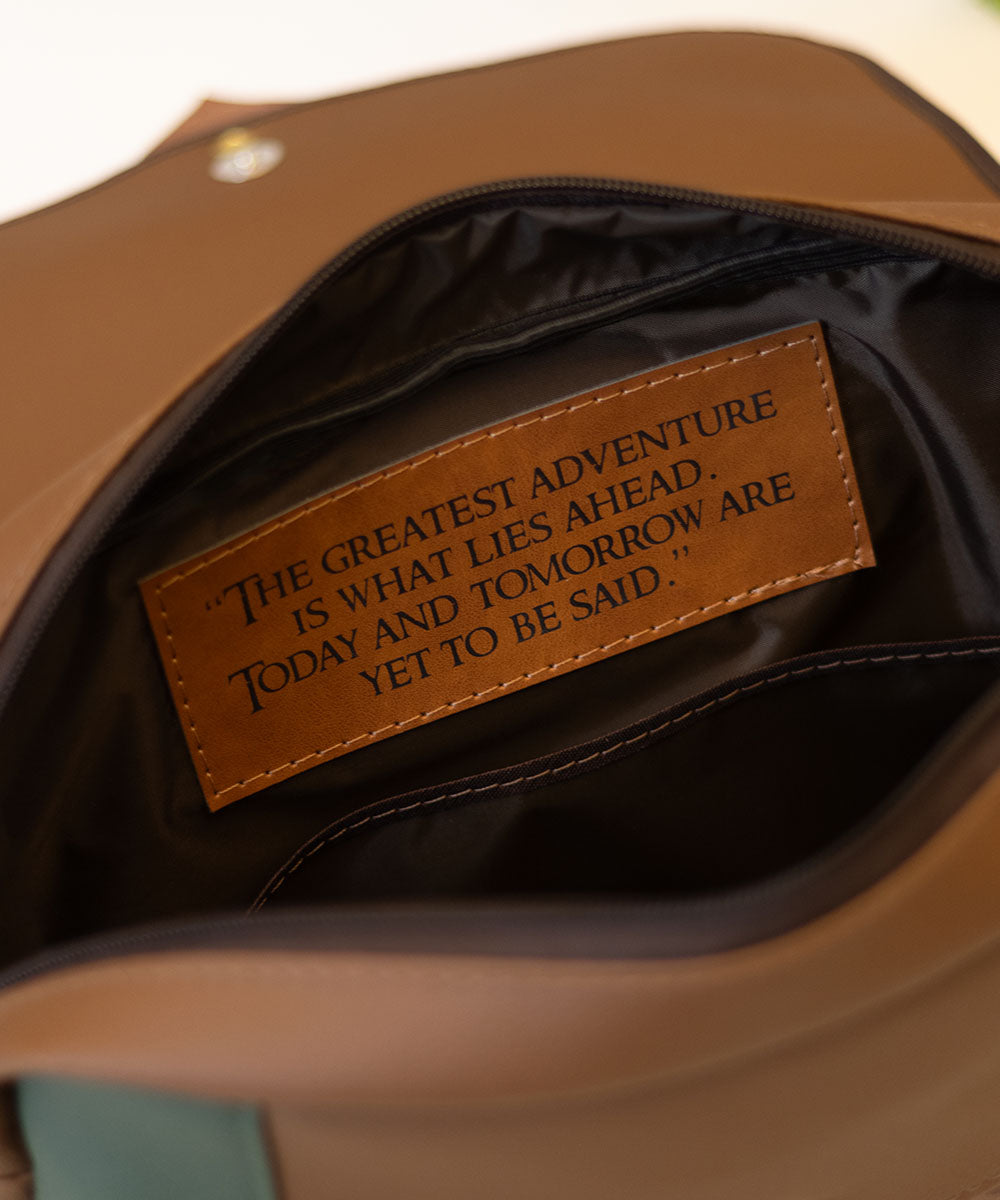 “The greatest adventure
is what lies ahead.
Today and tomorrow are
yet to be said.”